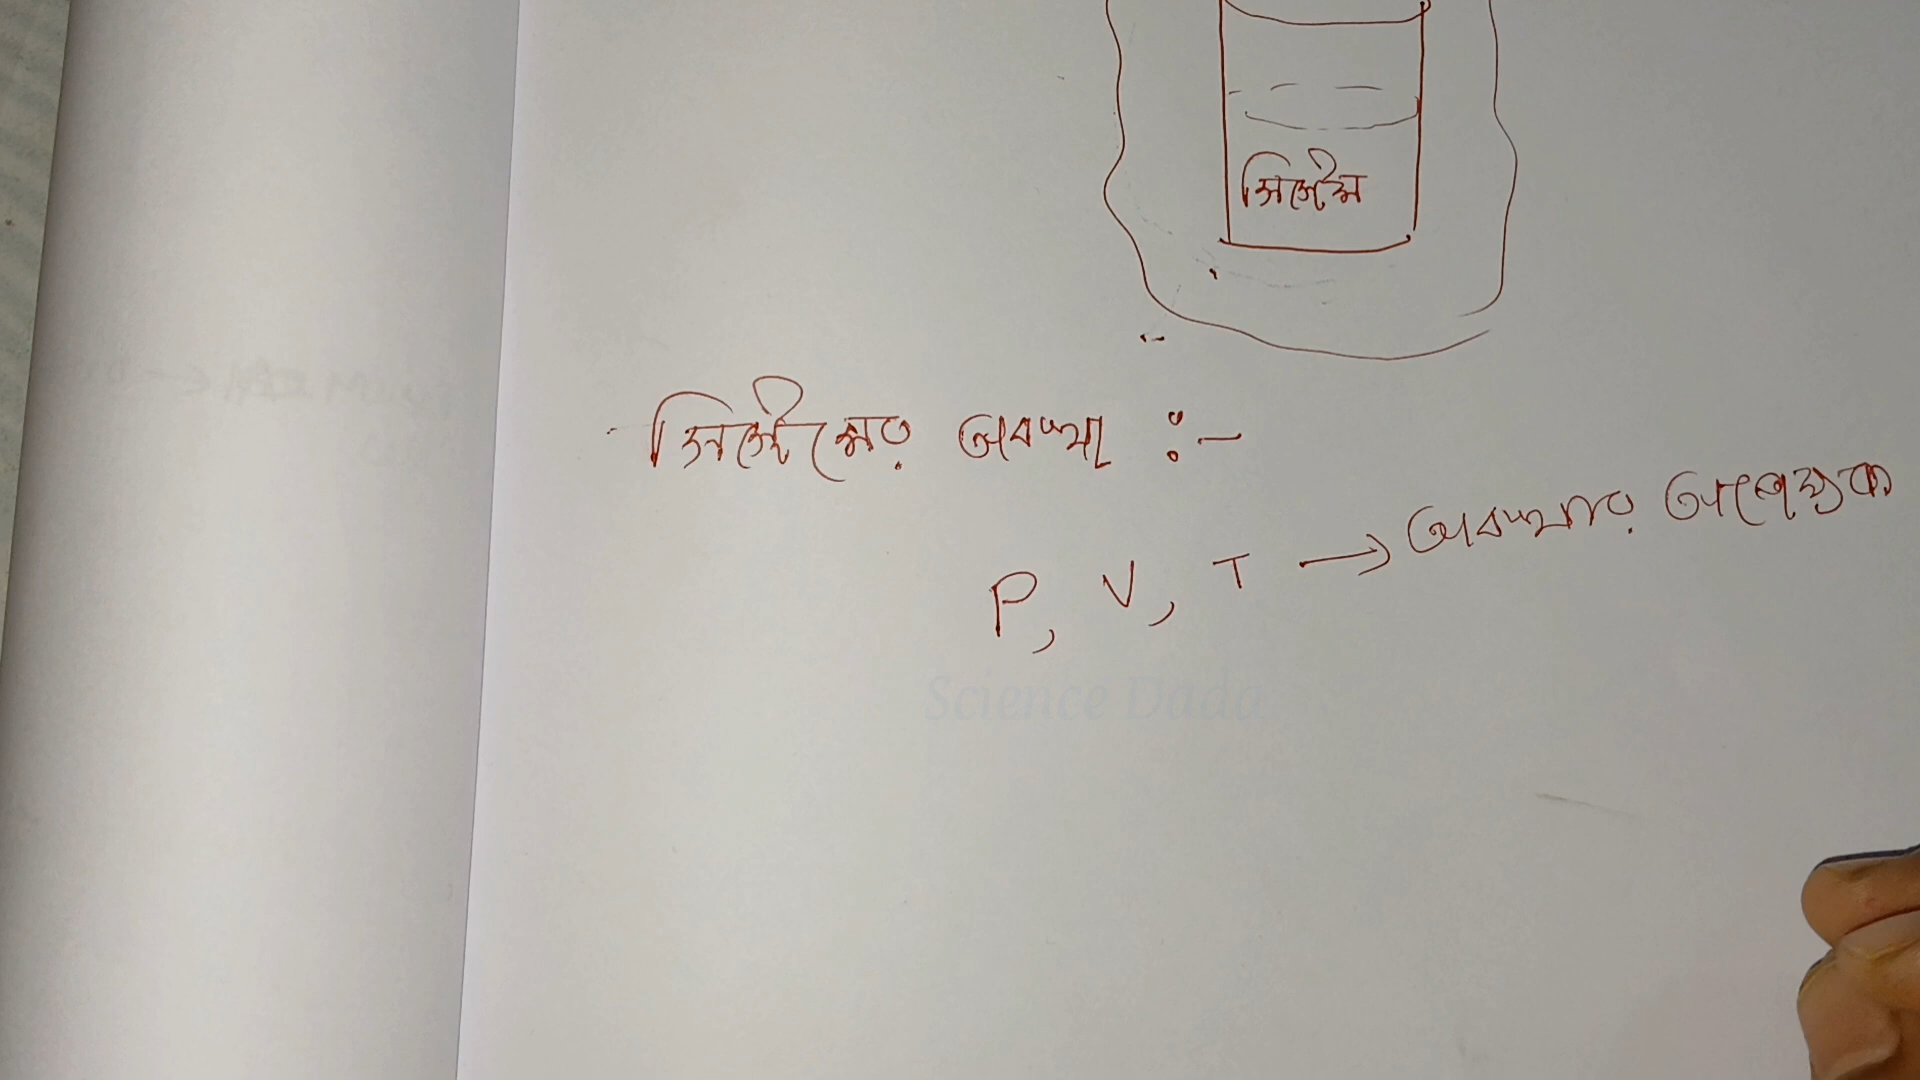 সিস্টেম
সিস্টেমের অবস্থা :-
P, V, T → অবস্থার অপেক্ষক
Science Dada